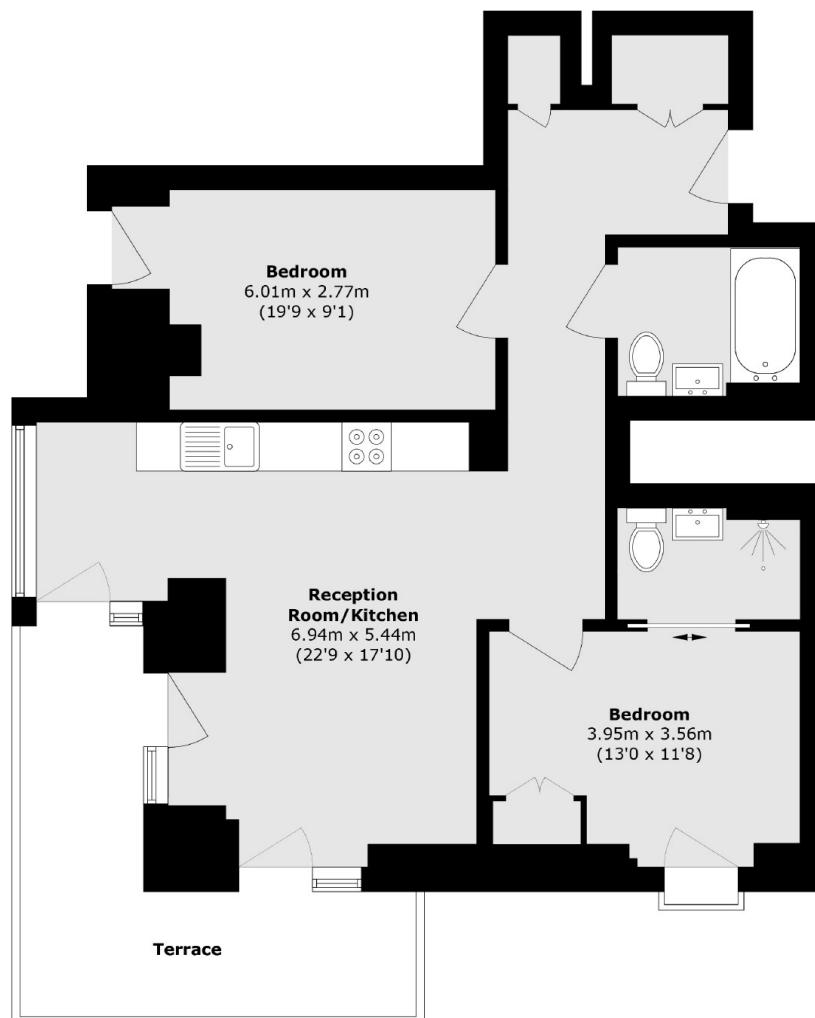 Bedroom
6.01m x 2.77m
(19'9 x 9'1)
Reception
Room/Kitchen
6.94m x 5.44m
(22'9 x 17'10)
Bedroom
3.95m x 3.56m
(13'0 x 11'8)
Terrace